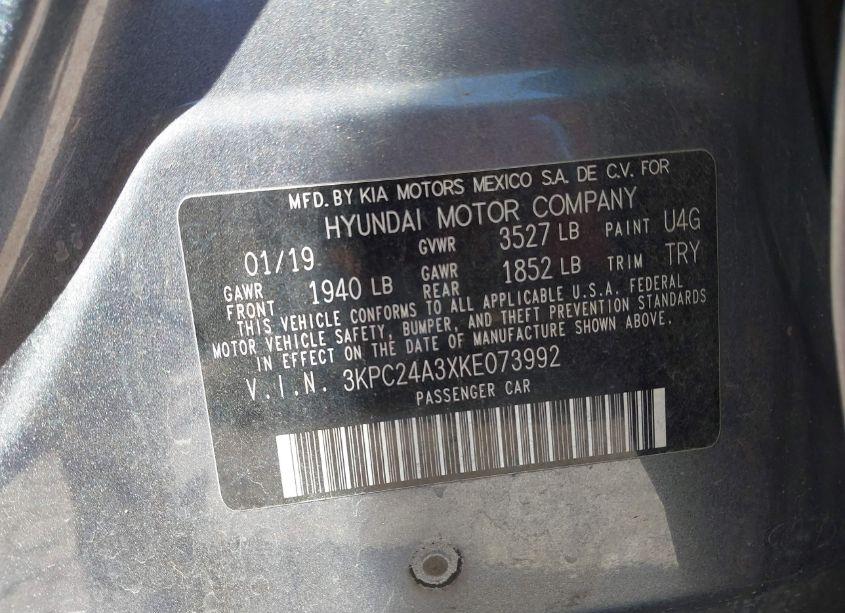 MFD. BY KIA MOTORS MEXICO S.A. DE C.V. FOR
HYUNDAI MOTOR COMPANY
01/19 GVWR 3527 LB PAINT U4G
GAWR FRONT 1940 LB GAWR REAR 1852 LB TRIM TRY
THIS VEHICLE CONFORMS TO ALL APPLICABLE U.S.A. FEDERAL
MOTOR VEHICLE SAFETY, BUMPER, AND THEFT PREVENTION STANDARDS
IN EFFECT ON THE DATE OF MANUFACTURE SHOWN ABOVE.
V.I.N. 3KPC24A3XKE073992
PASSENGER CAR